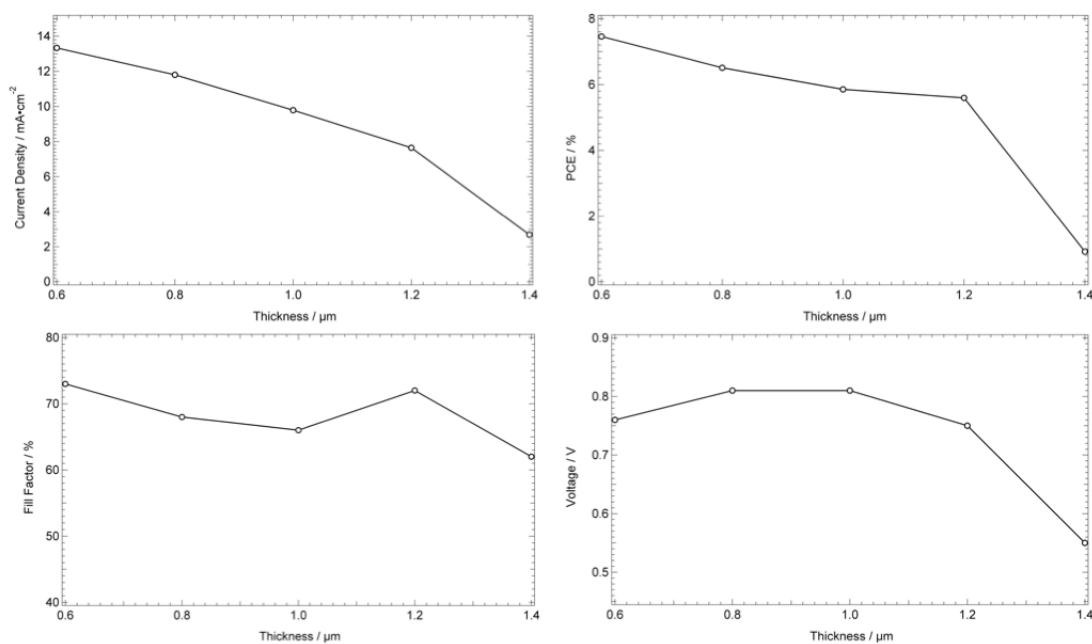 14
12
10
8
6
4
2
0
Current Density / mA•cm⁻²
0.6 0.8 1.0 1.2 1.4
Thickness / µm
8
6
4
2
0
PCE / %
0.6 0.8 1.0 1.2 1.4
Thickness / µm
80
70
60
50
40
Fill Factor / %
0.6 0.8 1.0 1.2 1.4
Thickness / µm
0.9
0.8
0.7
0.6
0.5
Voltage / V
0.6 0.8 1.0 1.2 1.4
Thickness / µm